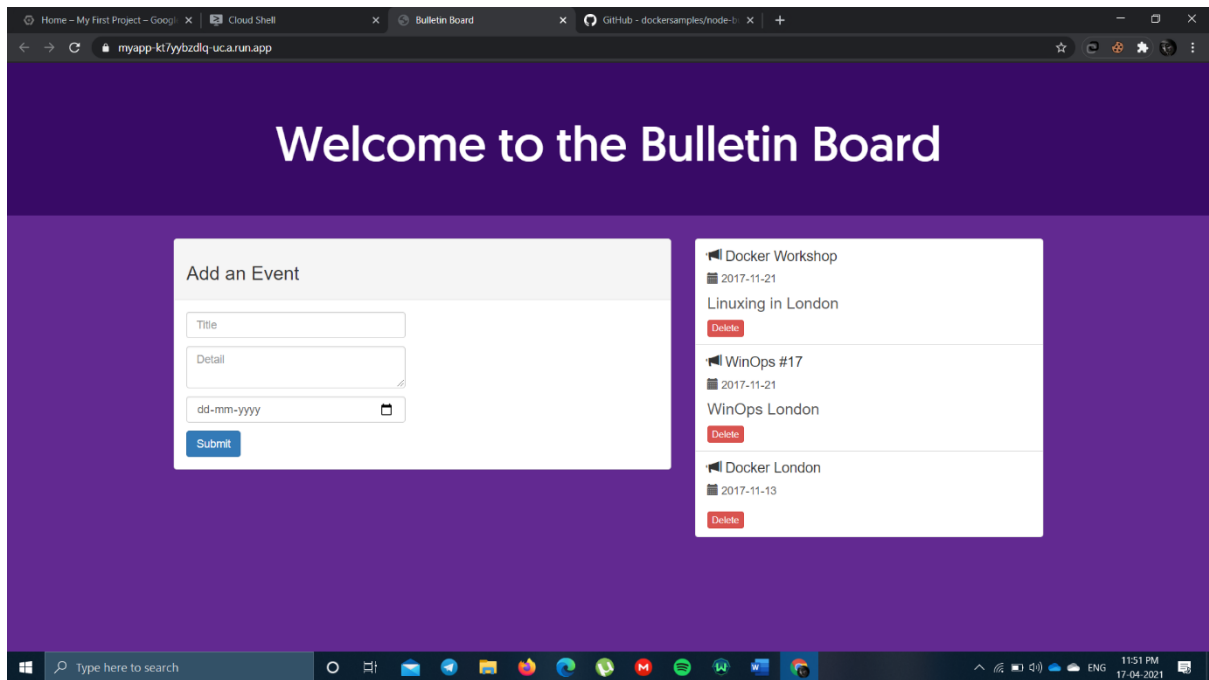 Home – My First Project – Googl
Cloud Shell
Bulletin Board
GitHub - dockersamples/node-b
myapp-kt7yybzdlq-uc.a.run.app
Welcome to the Bulletin Board
Add an Event
Title
Detail
dd-mm-yyyy
Submit
Docker Workshop
2017-11-21
Linuxing in London
Delete
WinOps #17
2017-11-21
WinOps London
Delete
Docker London
2017-11-13
Delete
Type here to search
ENG
11:51 PM
17-04-2021